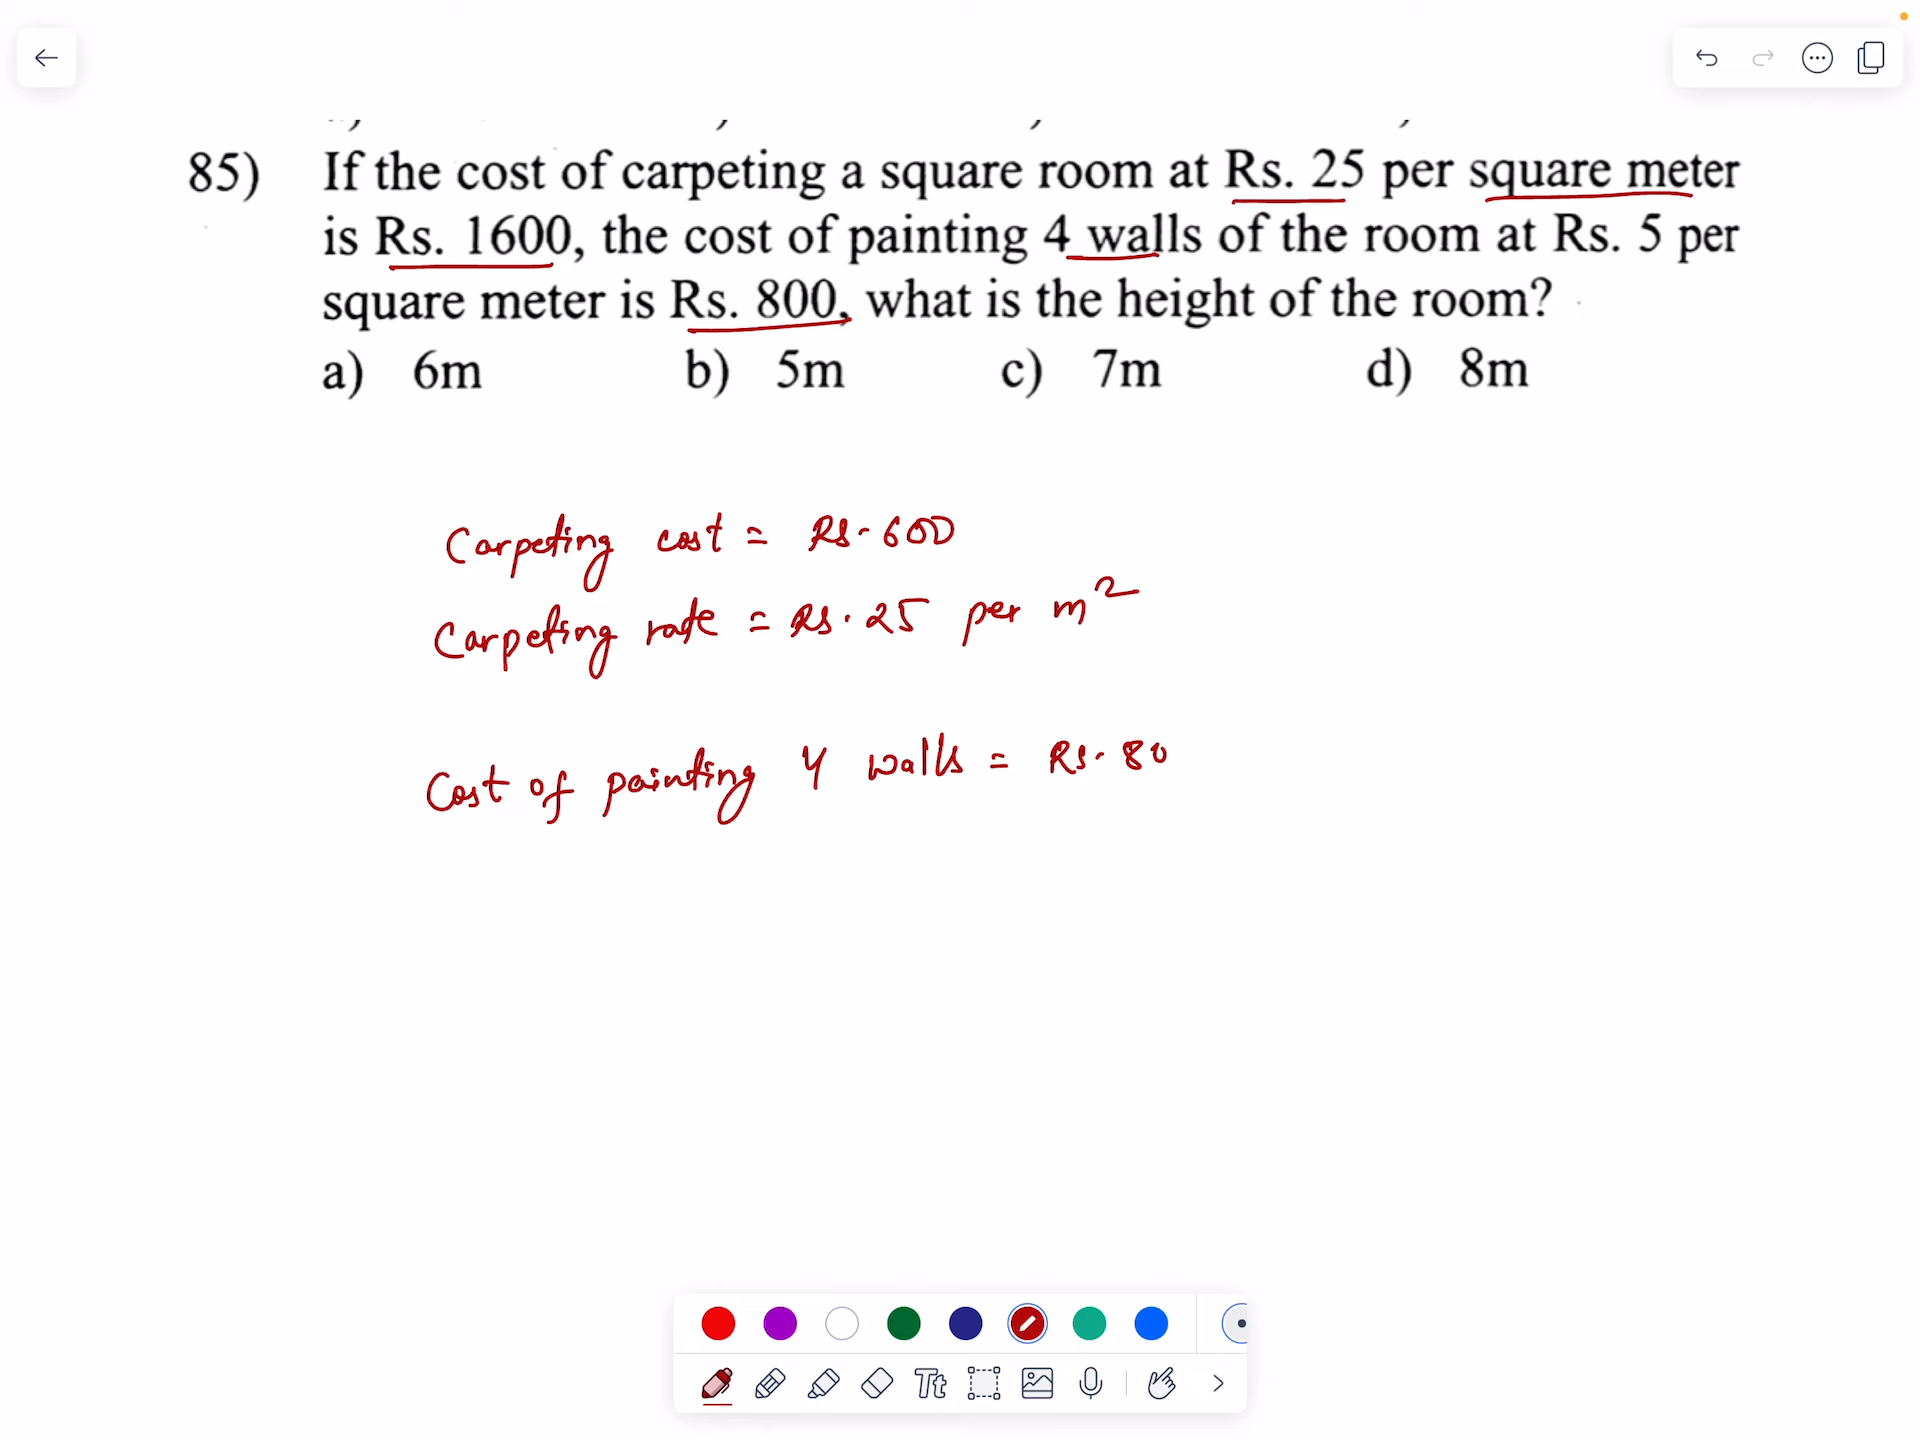 85) If the cost of carpeting a square room at Rs. 25 per square meter
is Rs. 1600, the cost of painting 4 walls of the room at Rs. 5 per
square meter is Rs. 800, what is the height of the room?
a) 6m b) 5m c) 7m d) 8m
Carpeting cost = Rs. 600
Carpeting rate = Rs. 25 per m²
Cost of painting 4 walls = Rs. 80
Tt